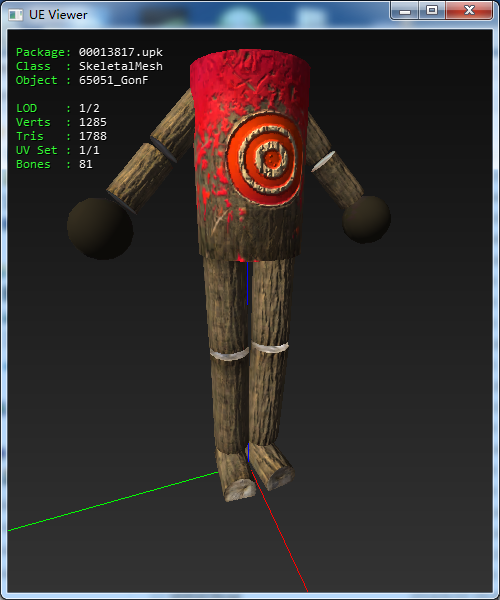 UE Viewer
Package: 00013817.upk
Class  : SkeletalMesh
Object : 65051_GonF
LOD    : 1/2
Verts  : 1285
Tris   : 1788
UV Set : 1/1
Bones  : 81